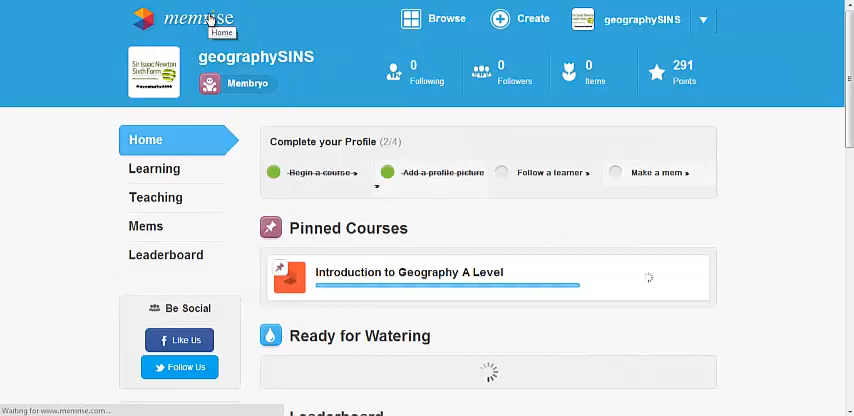 memrise
Home
Browse
Create
geographySINS
Sir Isaac Newton
Sixth Form
geographySINS
Membryo
0
Following
0
Followers
0
Items
291
Points
Home
Learning
Teaching
Mems
Leaderboard
Be Social
Like Us
Follow Us
Complete your Profile (2/4)
Begin a course »
Add a profile picture
»
Follow a learner »
Make a mem »
Pinned Courses
Introduction to Geography A Level
Ready for Watering
Leaderboard
Waiting for www.memrise.com...